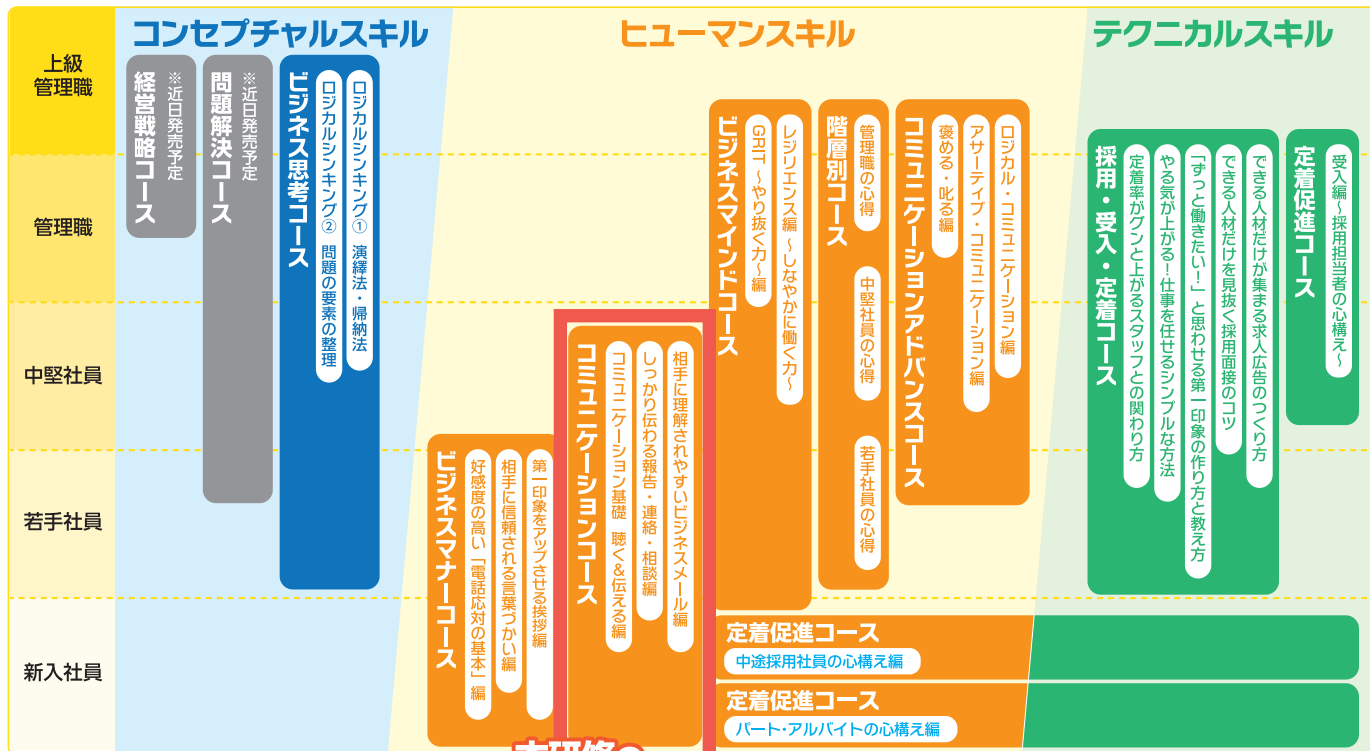 コンセプチャルスキル
ヒューマンスキル
テクニカルスキル
上級
管理職
管理職
中堅社員
若手社員
新入社員
経営戦略コース
※近日発売予定
問題解決コース
※近日発売予定
ビジネス思考コース
ロジカルシンキング② 問題の要素の整理
ロジカルシンキング① 演繹法・帰納法
ビジネスマナーコース
好感度の高い「電話応対の基本」編
相手に信頼される言葉づかい編
第一印象をアップさせる挨拶編
コミュニケーションコース
コミュニケーション基礎 聴く&伝える編
しっかり伝わる報告・連絡・相談編
相手に理解されやすいビジネスメール編
本研修の
ビジネスマインドコース
GRIT ～やり抜く力～編
レジリエンス編 ～しなやかに働く力～
階層別コース
管理職の心得
中堅社員の心得
若手社員の心得
コミュニケーションアドバンスコース
褒める・叱る編
アサーティブ・コミュニケーション編
ロジカル・コミュニケーション編
採用・受入・定着コース
定着率がグンと上がるスタッフとの関わり方
やる気が上がる！仕事を任せるシンプルな方法
「ずっと働きたい！」と思わせる第一印象の作り方と教え方
できる人材だけを見抜く採用面接のコツ
できる人材だけが集まる求人広告のつくり方
定着促進コース
受入編～採用担当者の心構え～
定着促進コース
中途採用社員の心構え編
定着促進コース
パート・アルバイトの心構え編